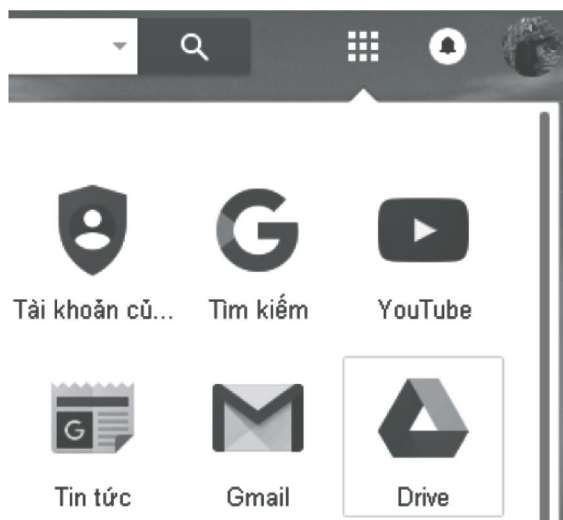 Tài khoản củ...
Tìm kiếm
YouTube
G
Tin tức
Gmail
Drive